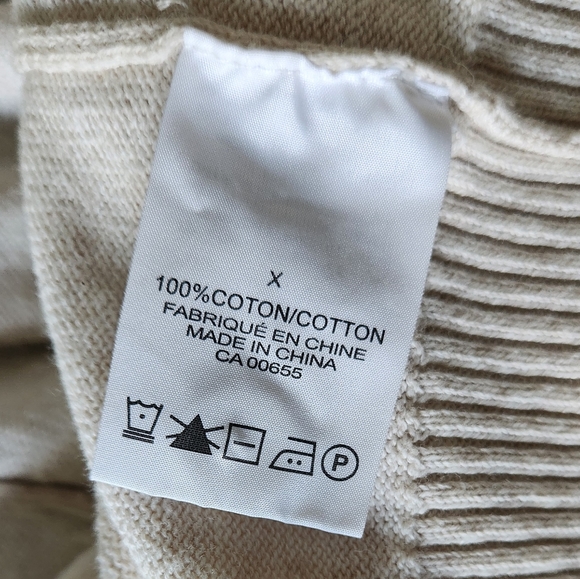 X
100%COTON/COTTON
FABRIQUÉ EN CHINE
MADE IN CHINA
CA 00655
P